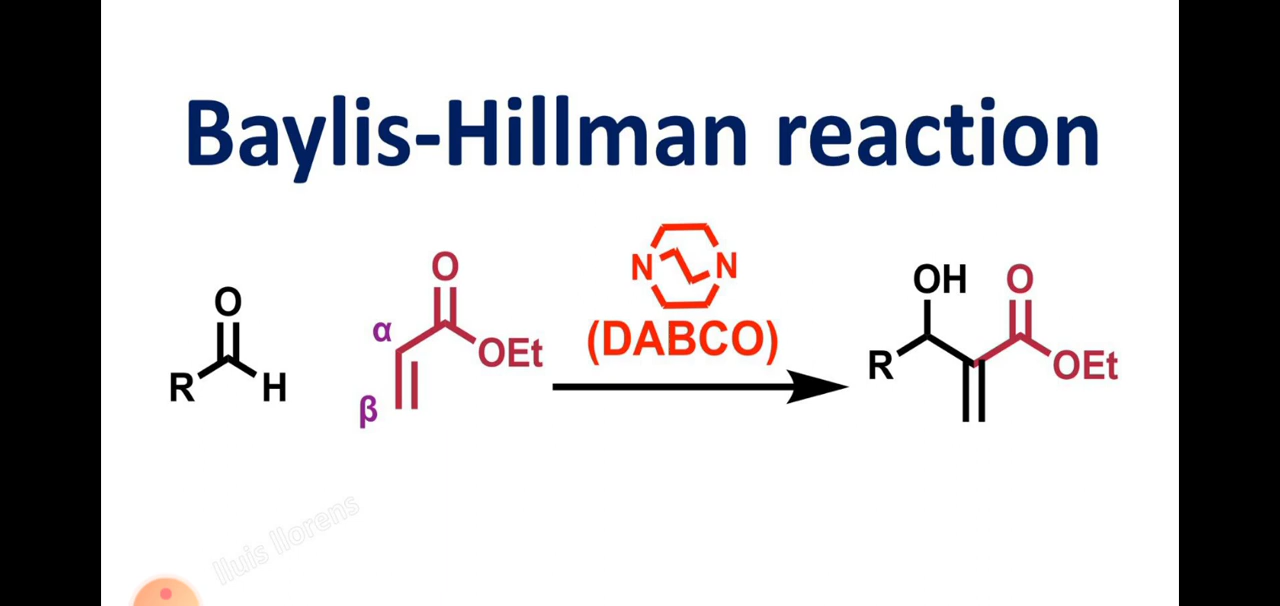 Baylis-Hillman reaction
O
R
H
O
α
OEt
β
N N
(DABCO)
OH
O
R
OEt
lluis llorens